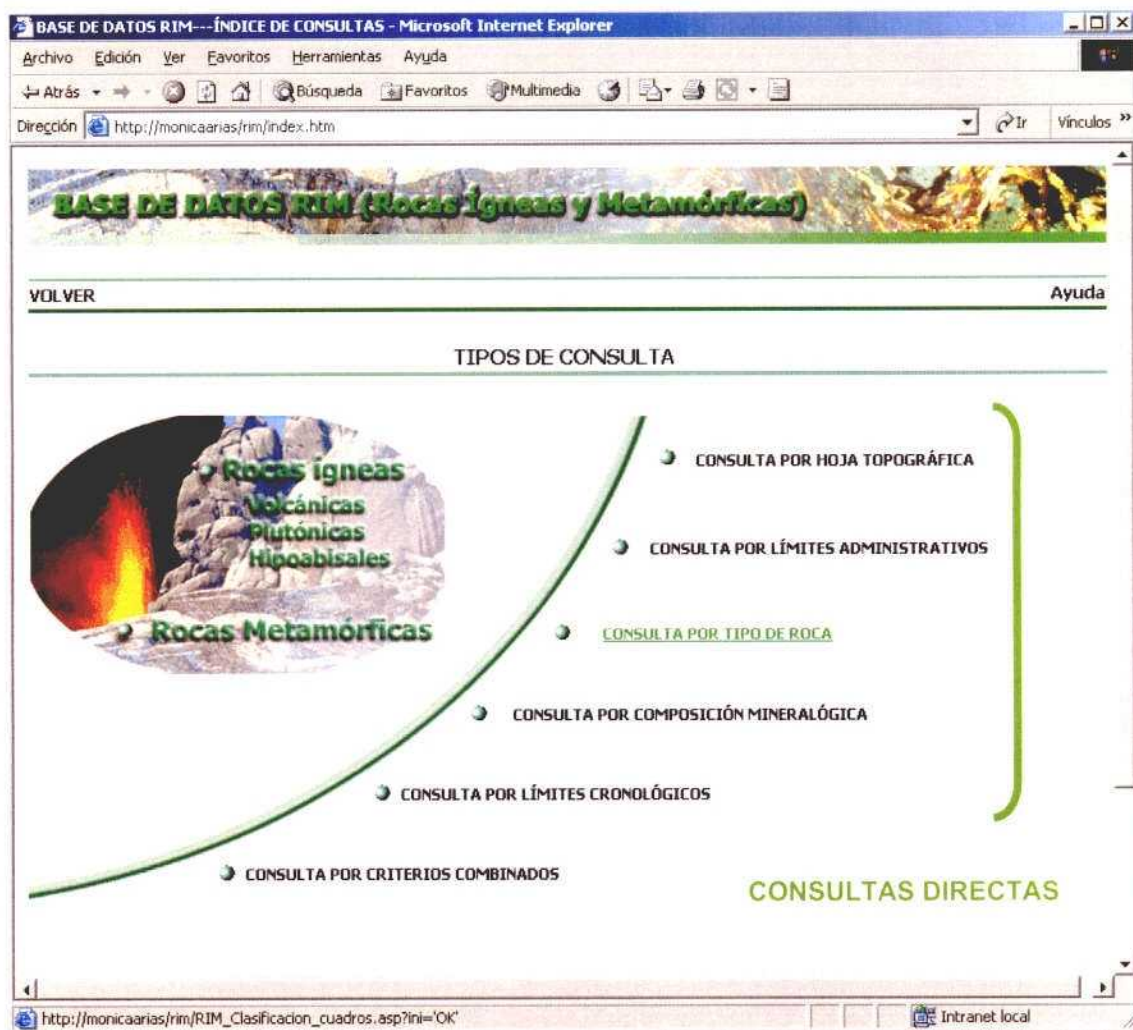 BASE DE DATOS RIM---ÍNDICE DE CONSULTAS - Microsoft Internet Explorer
Archivo Edición Ver Favoritos Herramientas Ayuda
Atrás Búsqueda Favoritos Multimedia
Dirección http://monicaarias/rim/index.htm Ir Vínculos »
BASE DE DATOS RIM (Rocas Ígneas y Metamórficas)
VOLVER Ayuda
TIPOS DE CONSULTA
Rocas ígneas
Volcánicas
Plutónicas
Hipoabisales
Rocas Metamórficas
CONSULTA POR HOJA TOPOGRÁFICA
CONSULTA POR LÍMITES ADMINISTRATIVOS
CONSULTA POR TIPO DE ROCA
CONSULTA POR COMPOSICIÓN MINERALÓGICA
CONSULTA POR LÍMITES CRONOLÓGICOS
CONSULTA POR CRITERIOS COMBINADOS
CONSULTAS DIRECTAS
http://monicaarias/rim/RIM_Clasificacion_cuadros.asp?ini='OK' Intranet local